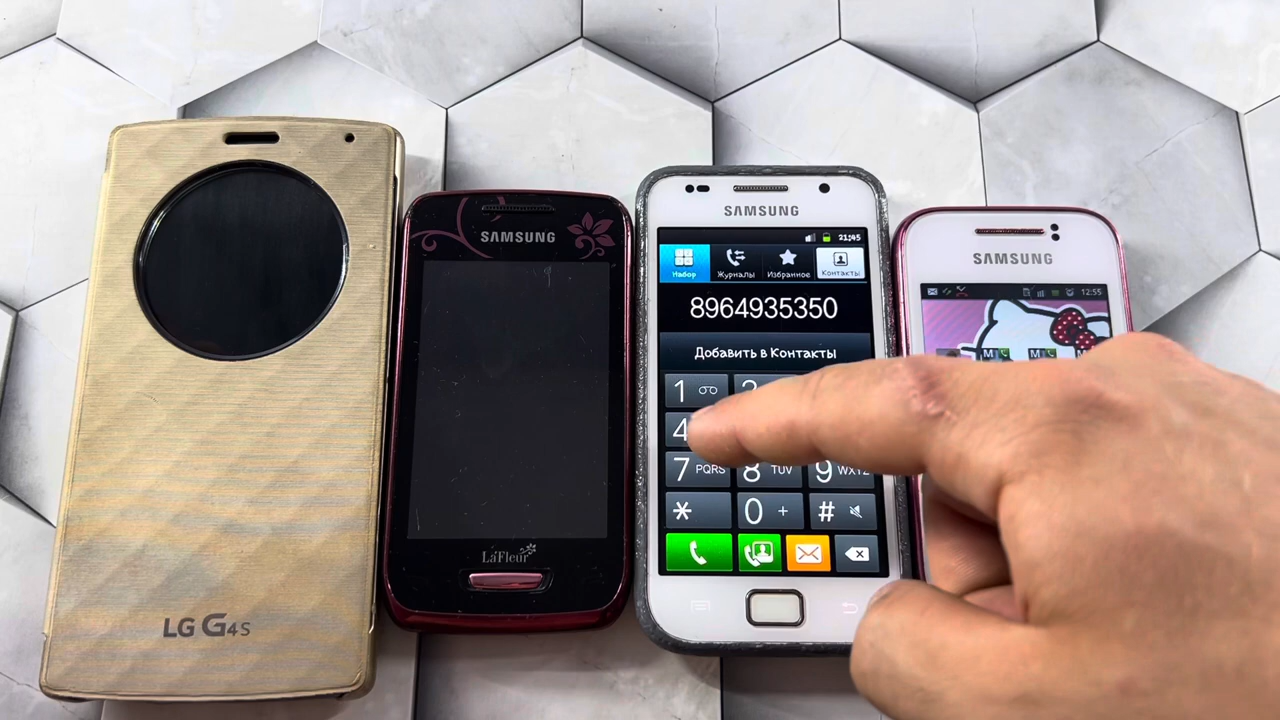 LG G4S
SAMSUNG
LaFleur
SAMSUNG
21:45
Набор
Журналы
Избранное
Контакты
8964935350
Добавить в Контакты
1
4
7 PQRS
8 TUV
9
*
0 +
#
SAMSUNG
12:55
M
M